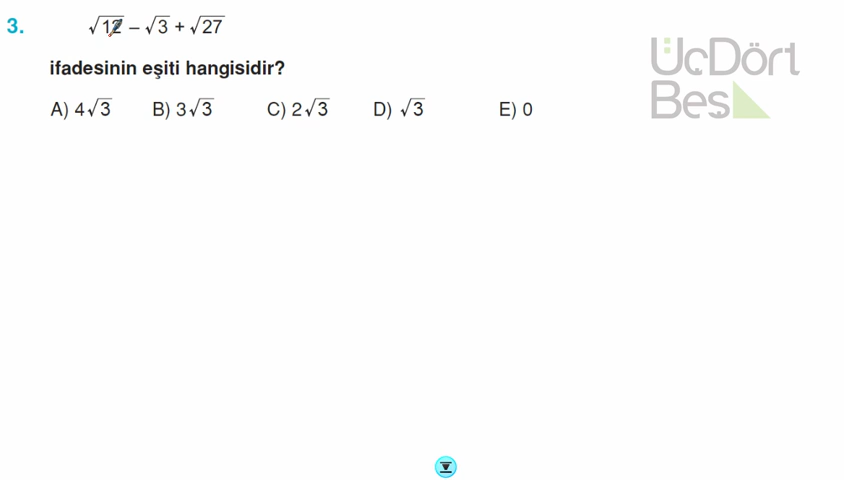 3. √12 – √3 + √27
ifadesinin eşiti hangisidir?
A) 4√3 B) 3√3 C) 2√3 D) √3 E) 0
ÜçDört
Beş